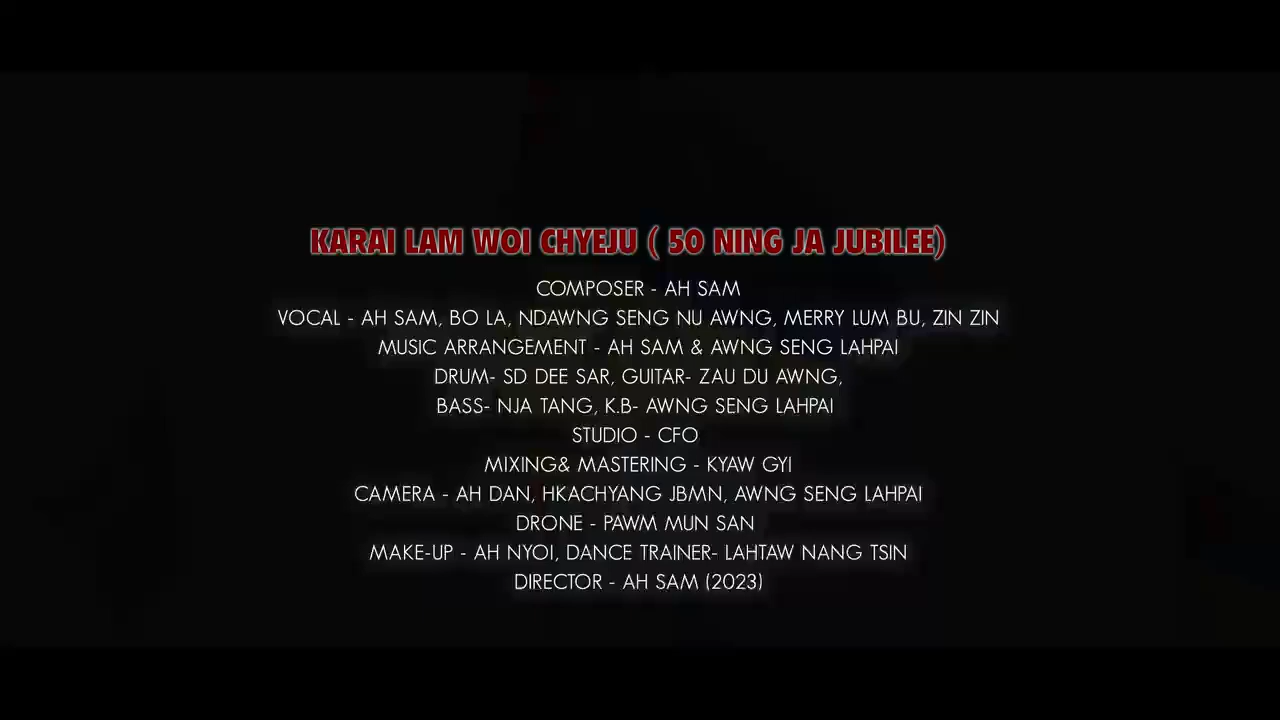 KARAI LAM WOI CHYEJU ( 50 NING JA JUBILEE)
COMPOSER - AH SAM
VOCAL - AH SAM, BO LA, NDAWNG SENG NU AWNG, MERRY LUM BU, ZIN ZIN
MUSIC ARRANGEMENT - AH SAM & AWNG SENG LAHPAI
DRUM- SD DEE SAR, GUITAR- ZAU DU AWNG,
BASS- NJA TANG, K.B- AWNG SENG LAHPAI
STUDIO - CFO
MIXING& MASTERING - KYAW GYI
CAMERA - AH DAN, HKACHYANG JBMN, AWNG SENG LAHPAI
DRONE - PAWM MUN SAN
MAKE-UP - AH NYOI, DANCE TRAINER- LAHTAW NANG TSIN
DIRECTOR - AH SAM (2023)